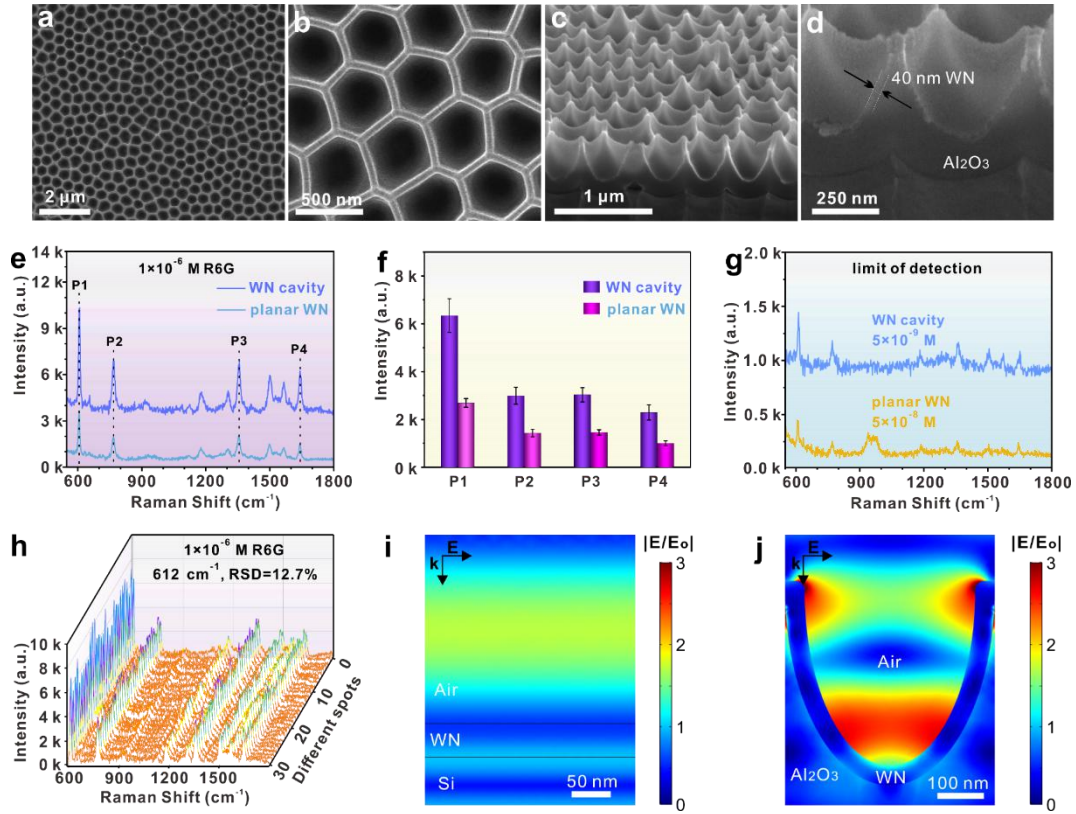 a
2 μm
b
500 nm
c
1 μm
d
40 nm WN
Al₂O₃
250 nm
e
14 k
12 k
10 k
8 k
6 k
4 k
2 k
0 k
Intensity (a.u.)
1×10⁻⁶ M R6G
P1
WN cavity
planar WN
P2
P3
P4
600 900 1200 1500 1800
Raman Shift (cm⁻¹)
f
8 k
6 k
4 k
2 k
0 k
Intensity (a.u.)
WN cavity
planar WN
P1 P2 P3 P4
g
2.0 k
1.5 k
1.0 k
0.5 k
0.0 k
Intensity (a.u.)
limit of detection
WN cavity
5×10⁻⁹ M
planar WN
5×10⁻⁸ M
600 900 1200 1500 1800
Raman Shift (cm⁻¹)
h
1×10⁻⁶ M R6G
612 cm⁻¹, RSD=12.7%
10 k
8 k
6 k
4 k
2 k
0 k
Intensity (a.u.)
600 900 1200 1500
Raman Shift (cm⁻¹)
0
10
20
30
Different spots
i
E
k
Air
WN
Si
50 nm
|E/Eo|
3
2
1
0
j
E
k
Air
Al₂O₃
WN
100 nm
|E/Eo|
3
2
1
0